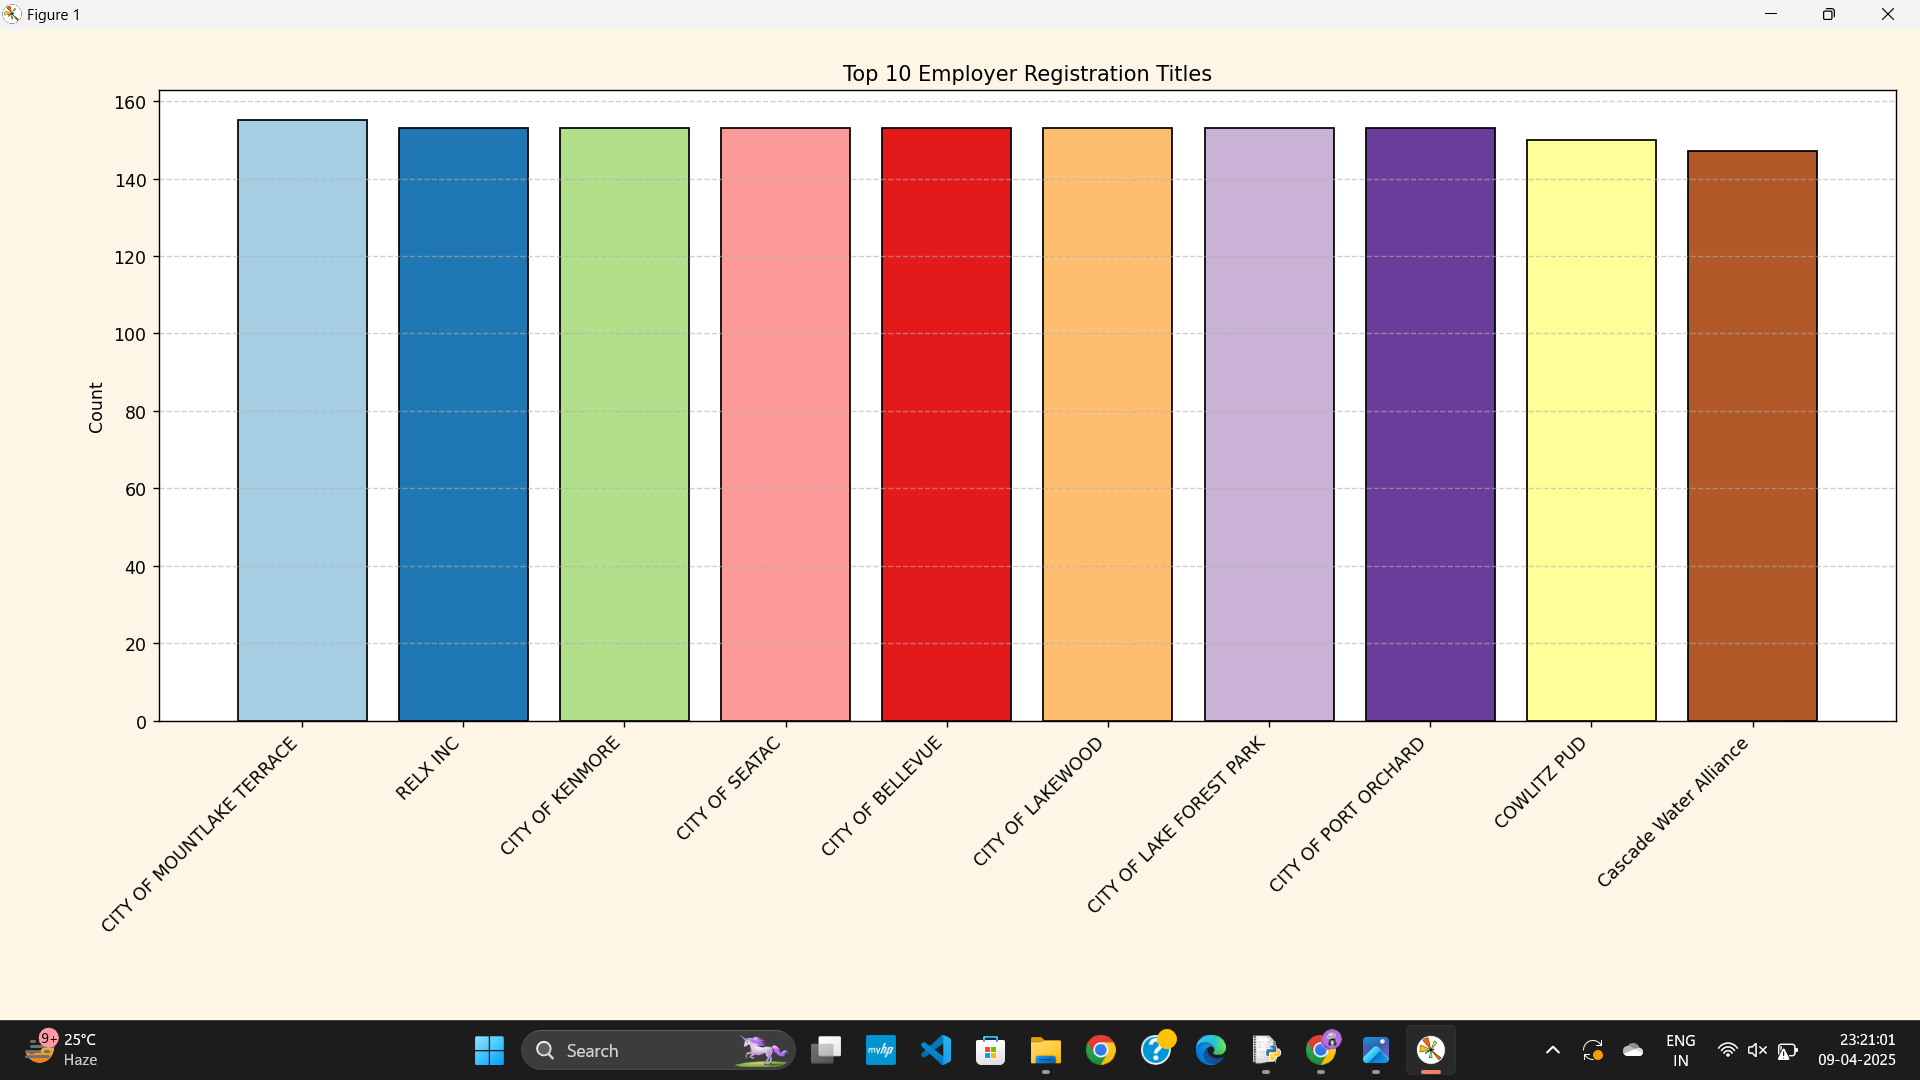 Figure 1
Top 10 Employer Registration Titles
160
140
120
100
80
60
40
20
0
Count
CITY OF MOUNTLAKE TERRACE
RELX INC
CITY OF KENMORE
CITY OF SEATAC
CITY OF BELLEVUE
CITY OF LAKEWOOD
CITY OF LAKE FOREST PARK
CITY OF PORT ORCHARD
COWLITZ PUD
Cascade Water Alliance
9+
25°C
Haze
Search
myhp
ENG
IN
23:21:01
09-04-2025